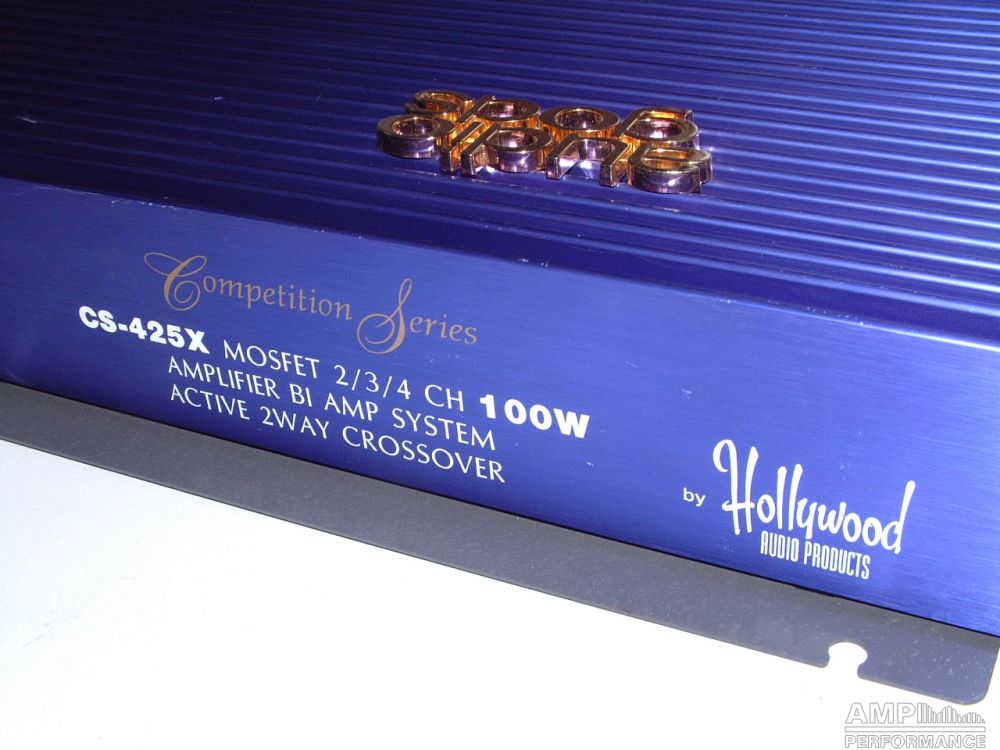 Competition Series
CS-425X MOSFET 2/3/4 CH 100W
AMPLIFIER BI AMP SYSTEM
ACTIVE 2WAY CROSSOVER
by Hollywood
AUDIO PRODUCTS
AMP
PERFORMANCE